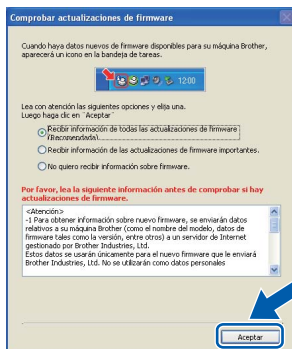 Comprobar actualizaciones de firmware
Cuando haya datos nuevos de firmware disponibles para su máquina Brother,
aparecerá un icono en la bandeja de tareas.
12:00
Lea con atención las siguientes opciones y elija una.
Luego haga clic en ¨Aceptar¨
Recibir información de todas las actualizaciones de firmware
(Recomendada)
Recibir información de las actualizaciones de firmware importantes.
No quiero recibir información sobre firmware.
Por favor, lea la siguiente información antes de comprobar si hay
actualizaciones de firmware.
<Atención>
-1 Para obtener información sobre nuevo firmware, se enviarán datos
relativos a su máquina Brother (como el nombre del modelo, datos de
firmware tales como la versión, entre otros) a un servidor de Internet
gestionado por Brother Industries, Ltd.
Estos datos se usarán únicamente para el nuevo firmware que le enviará
Brother Industries, Ltd. No se utilizarán como datos personales
Aceptar